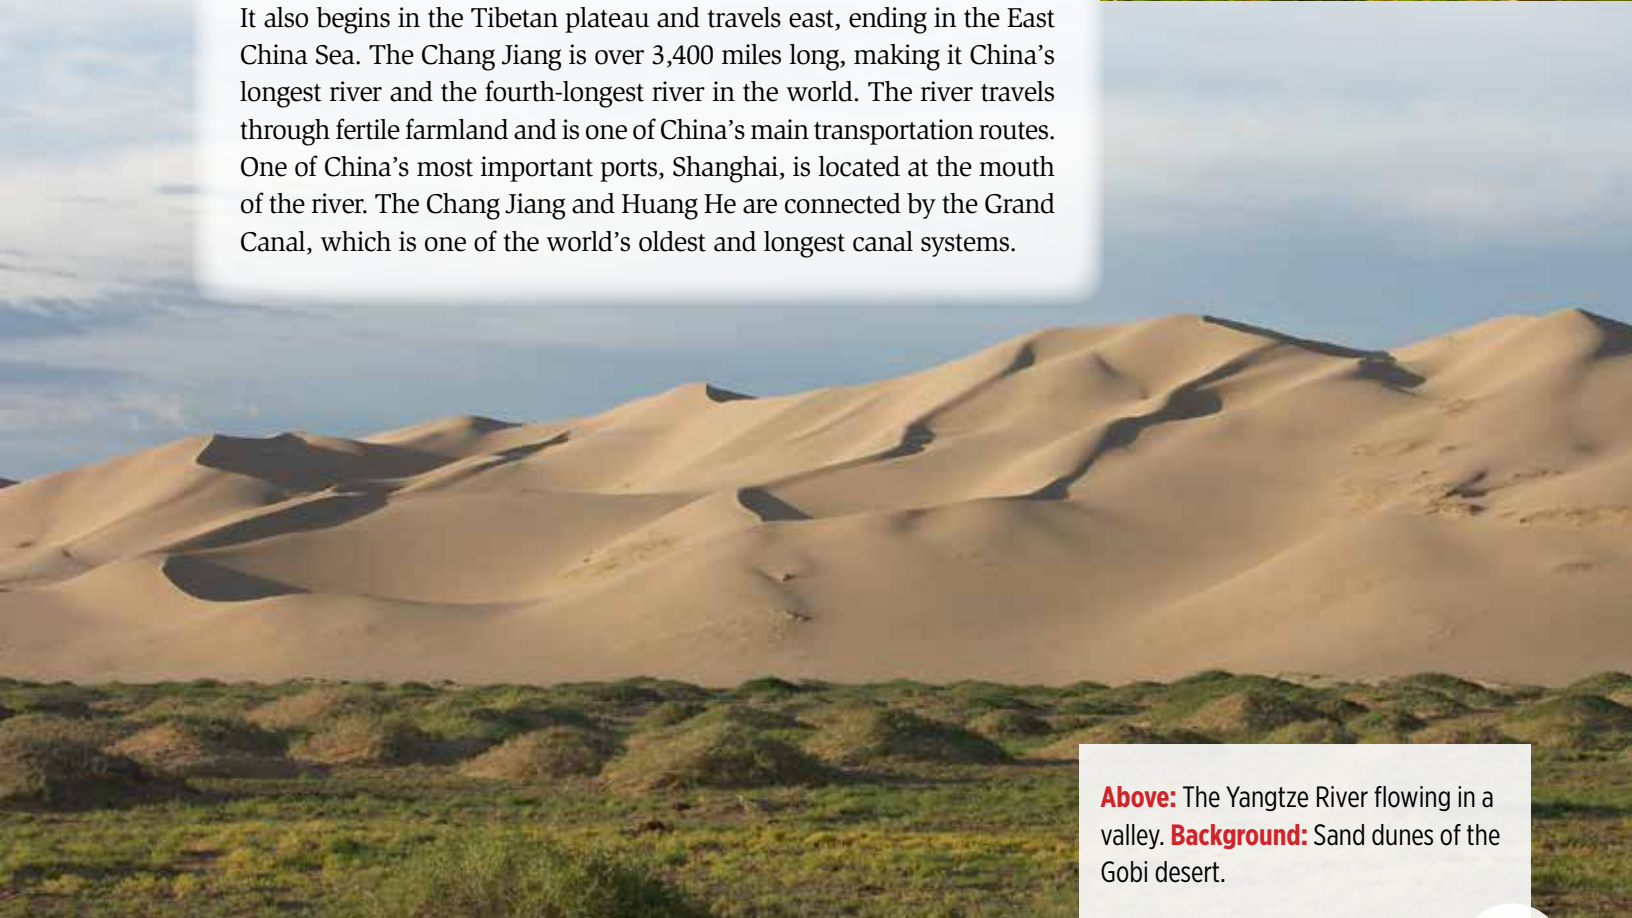 It also begins in the Tibetan plateau and travels east, ending in the East
China Sea. The Chang Jiang is over 3,400 miles long, making it China’s
longest river and the fourth-longest river in the world. The river travels
through fertile farmland and is one of China’s main transportation routes.
One of China’s most important ports, Shanghai, is located at the mouth
of the river. The Chang Jiang and Huang He are connected by the Grand
Canal, which is one of the world’s oldest and longest canal systems.
Above: The Yangtze River flowing in a
valley. Background: Sand dunes of the
Gobi desert.